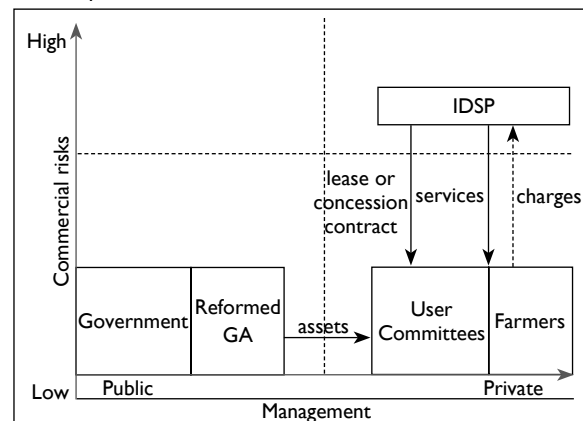 High
IDSP
Commercial risks
lease or
concession
contract
services
charges
Government
Reformed
GA
assets
User
Committees
Farmers
Low
Public
Private
Management